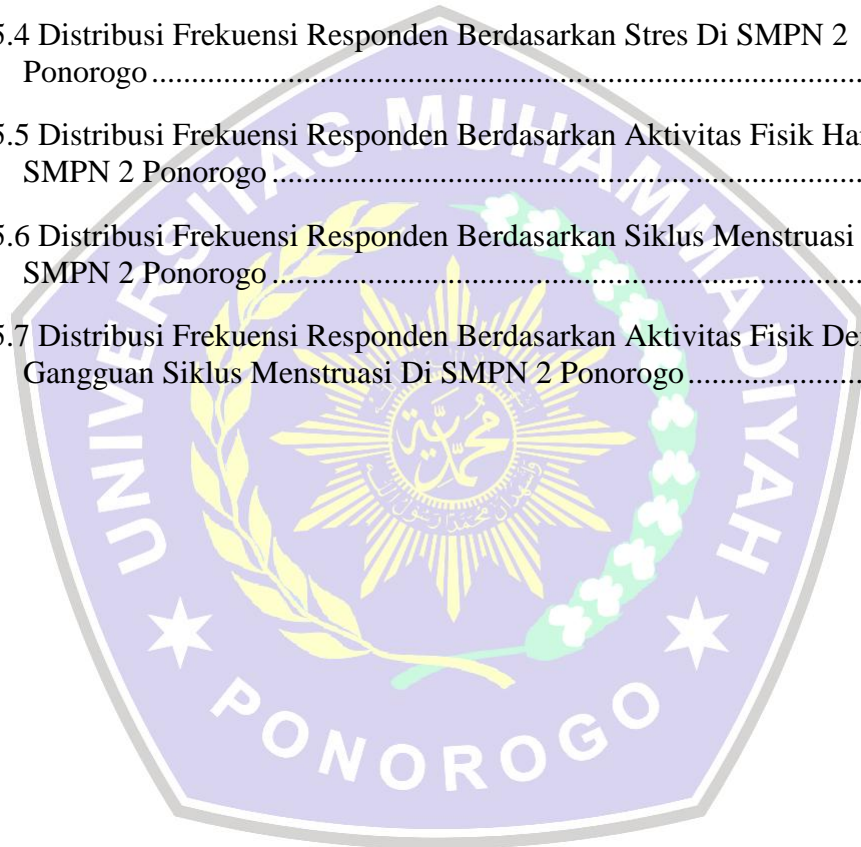 5.4 Distribusi Frekuensi Responden Berdasarkan Stres Di SMPN 2
Ponorogo
5.5 Distribusi Frekuensi Responden Berdasarkan Aktivitas Fisik
SMPN 2 Ponorogo
5.6 Distribusi Frekuensi Responden Berdasarkan Siklus Menstruasi
SMPN 2 Ponorogo
5.7 Distribusi Frekuensi Responden Berdasarkan Aktivitas Fisik
Gangguan Siklus Menstruasi Di SMPN 2 Ponorogo
UNIVERSITAS MUHAMMADIYAH
PONOROGO